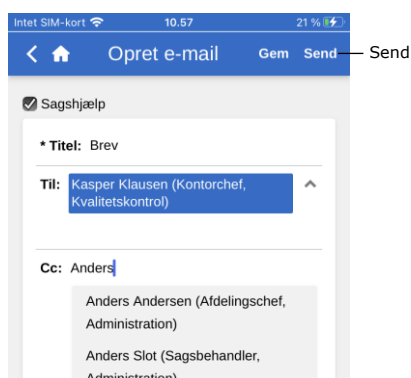 Intet SIM-kort 10.57 21 %
Opret e-mail Gem Send Send
Sagshjælp
* Titel: Brev
Til: Kasper Klausen (Kontorchef,
Kvalitetskontrol)
Cc: Anders
Anders Andersen (Afdelingschef,
Administration)
Anders Slot (Sagsbehandler,
Administration)